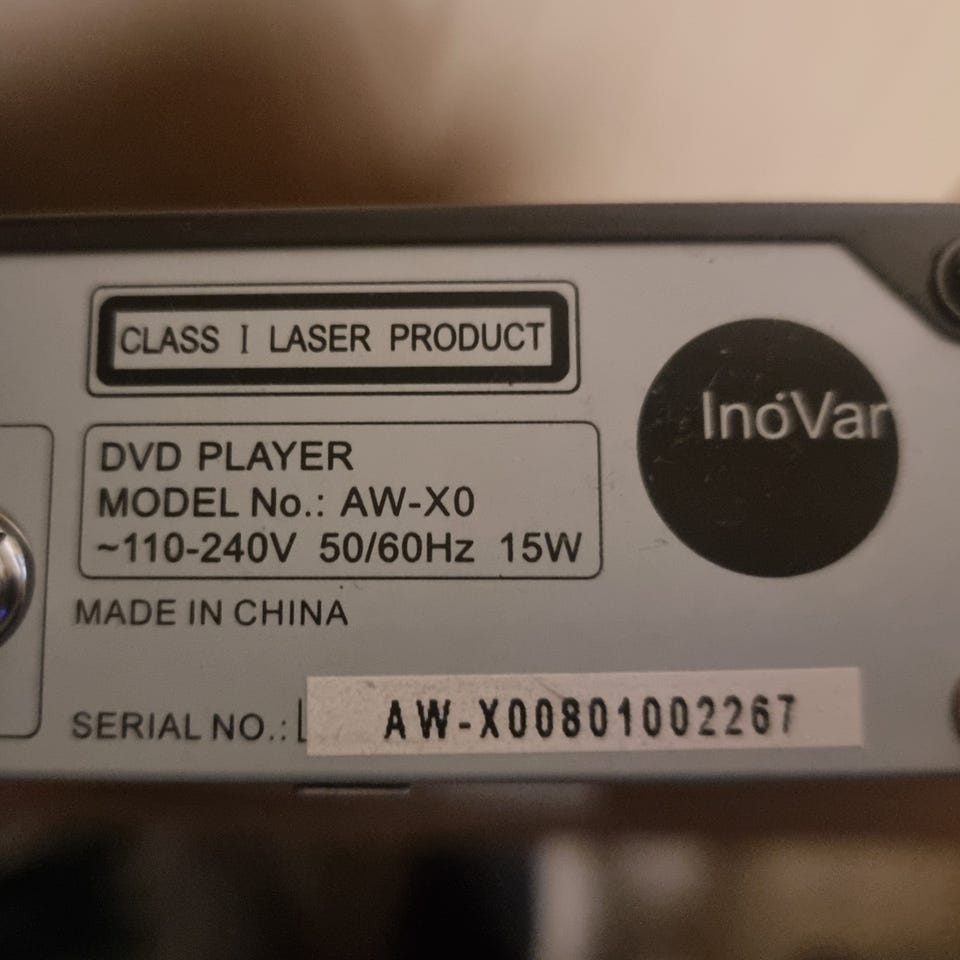 CLASS I LASER PRODUCT
InóVar
DVD PLAYER
MODEL No.: AW-X0
~110-240V 50/60Hz 15W
MADE IN CHINA
SERIAL NO.: AW-X00801002267